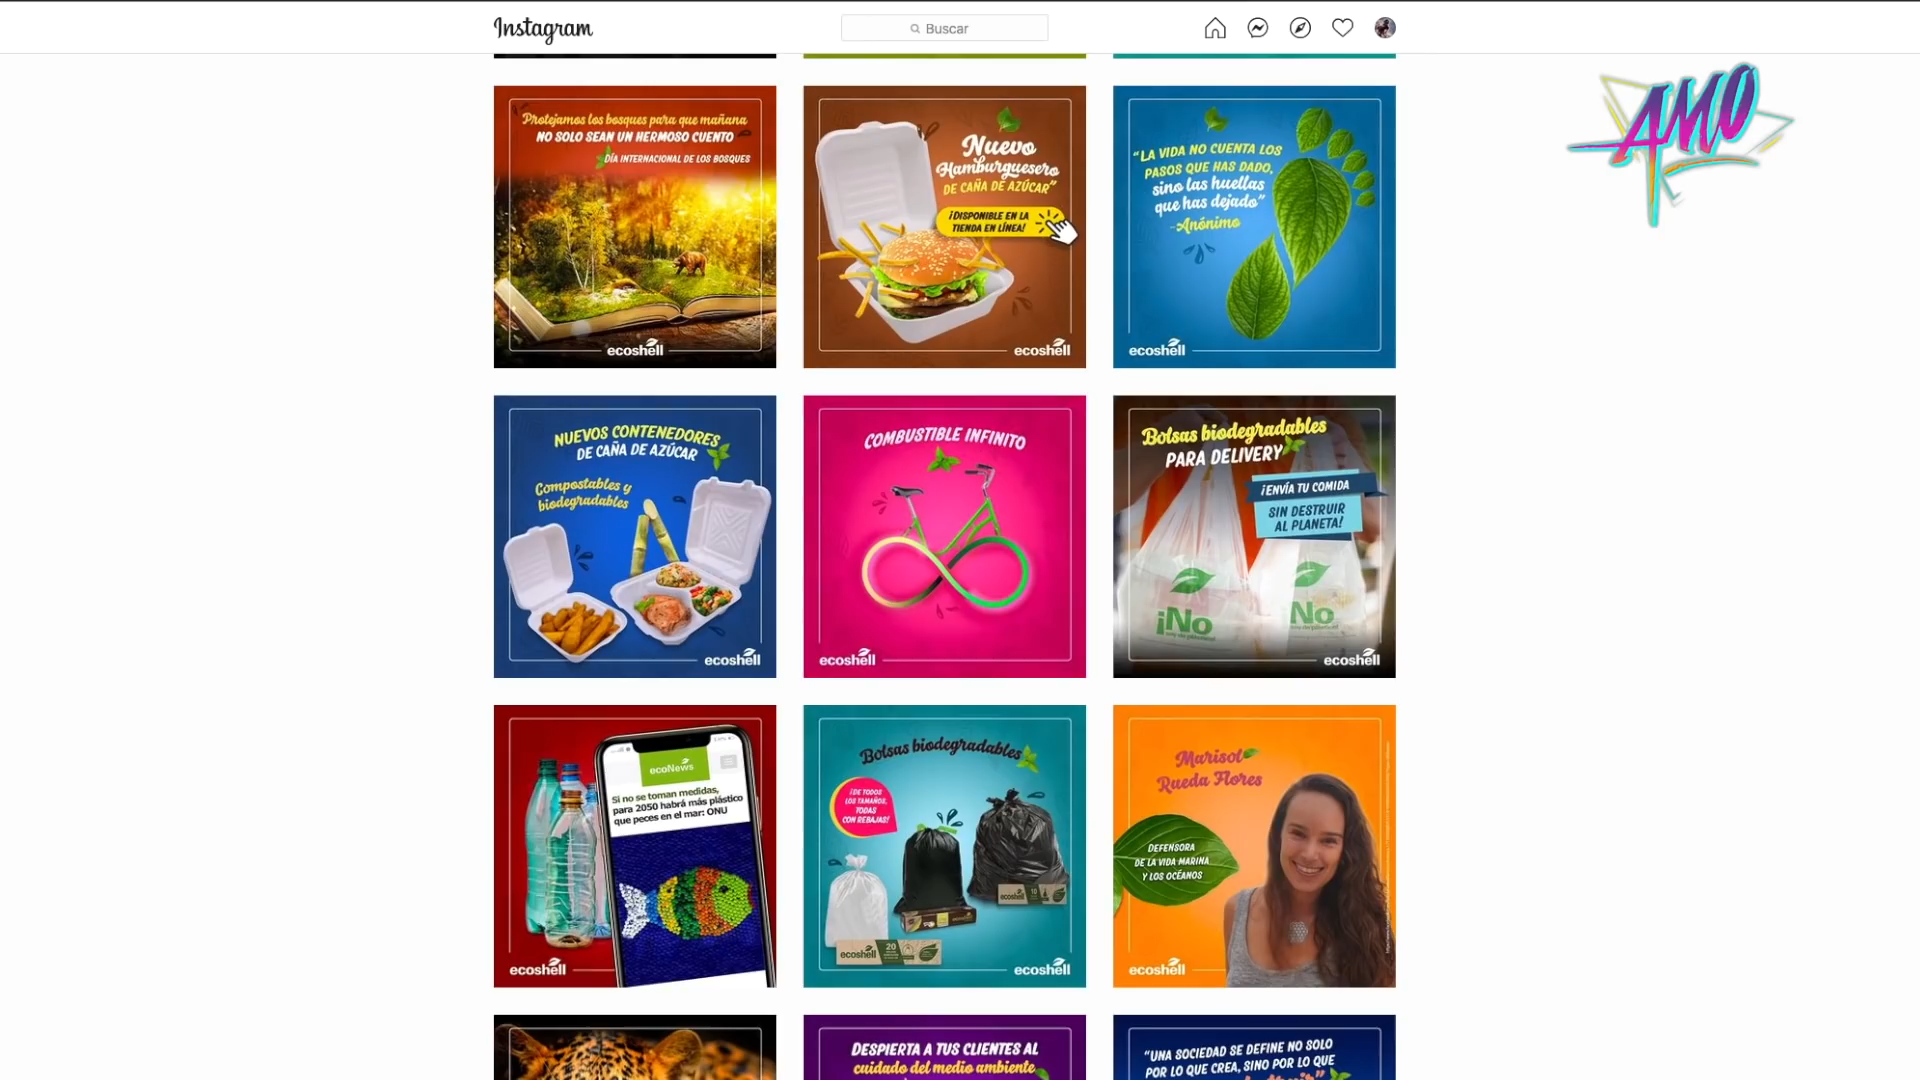 Instagram
Buscar
AMO
Protejamos los bosques para que mañana
NO SOLO SEAN UN HERMOSO CUENTO
DÍA INTERNACIONAL DE LOS BOSQUES
ecoshell
Nuevo
Hamburguesero
DE CAÑA DE AZÚCAR"
¡DISPONIBLE EN LA
TIENDA EN LÍNEA!
ecoshell
"LA VIDA NO CUENTA LOS
PASOS QUE HAS DADO,
sino las huellas
que has dejado"
-Anónimo
ecoshell
NUEVOS CONTENEDORES
DE CAÑA DE AZÚCAR
Compostables y
biodegradables
ecoshell
COMBUSTIBLE INFINITO
ecoshell
Bolsas biodegradables
PARA DELIVERY
¡ENVÍA TU COMIDA
SIN DESTRUIR
AL PLANETA!
¡No
No
ecoshell
ecoNews
Si no se toman medidas,
para 2050 habrá más plástico
que peces en el mar: ONU
ecoshell
Bolsas biodegradables
¡DE TODOS
LOS TAMAÑOS,
TODAS
CON REBAJAS!
ecoshell
10
ecoshell
20
ecoshell
Marisol
Rueda Flores
DEFENSORA
DE LA VIDA MARINA
Y LOS OCÉANOS
ecoshell
DESPIERTA A TUS CLIENTES AL
cuidado del medio ambiente
"UNA SOCIEDAD SE DEFINE NO SOLO
POR LO QUE CREA, SINO POR LO QUE